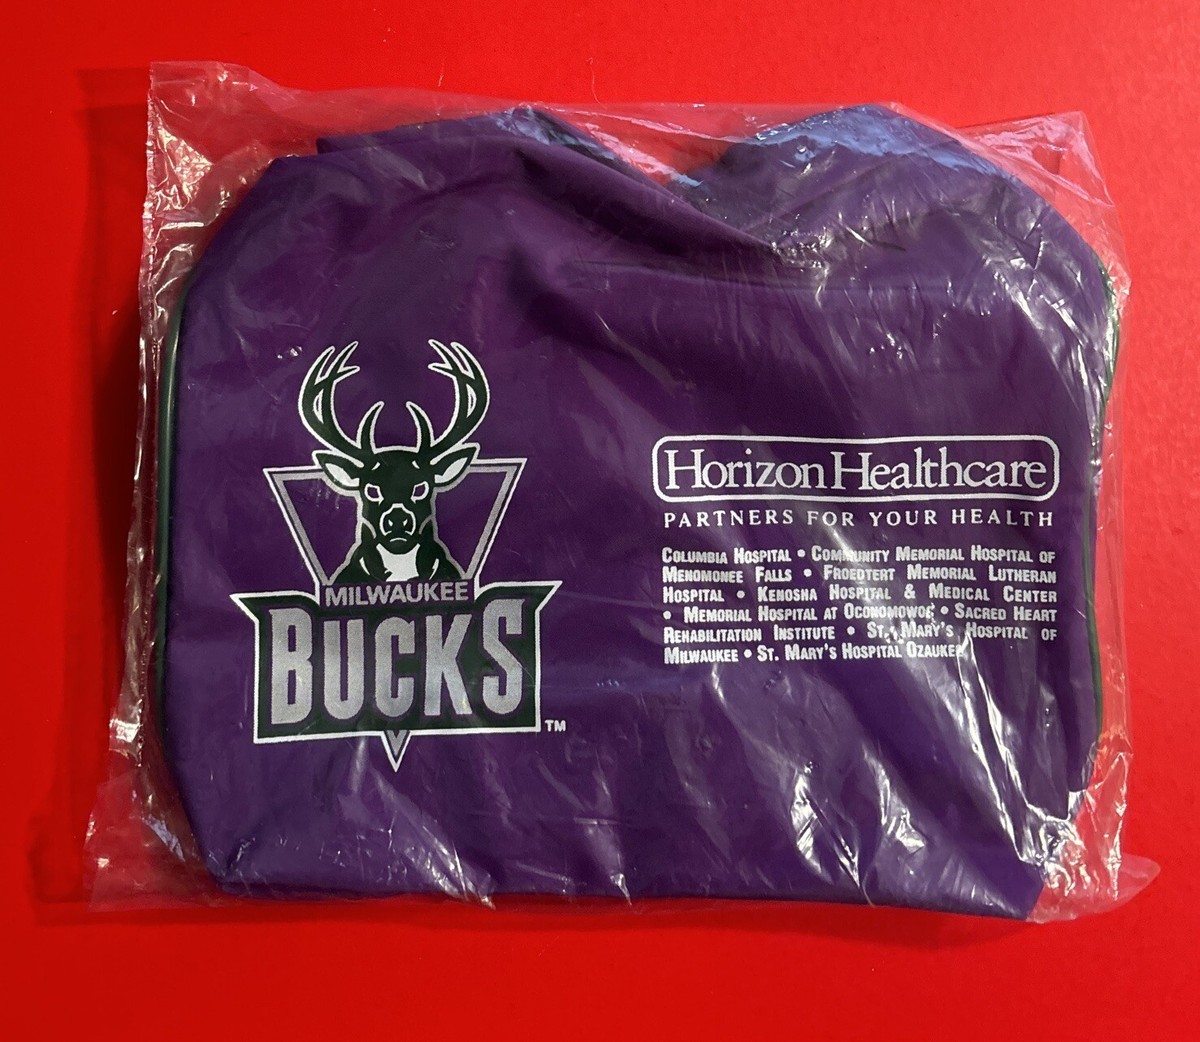 MILWAUKEE
BUCKS
TM
Horizon Healthcare
PARTNERS FOR YOUR HEALTH
COLUMBIA HOSPITAL • COMMUNITY MEMORIAL HOSPITAL OF
MENOMONEE FALLS • FROEDTERT MEMORIAL LUTHERAN
HOSPITAL • KENOSHA HOSPITAL & MEDICAL CENTER
• MEMORIAL HOSPITAL AT OCONOMOWOC • SACRED HEART
REHABILITATION INSTITUTE • ST. MARY'S HOSPITAL OF
MILWAUKEE • ST. MARY'S HOSPITAL OZAUKEE